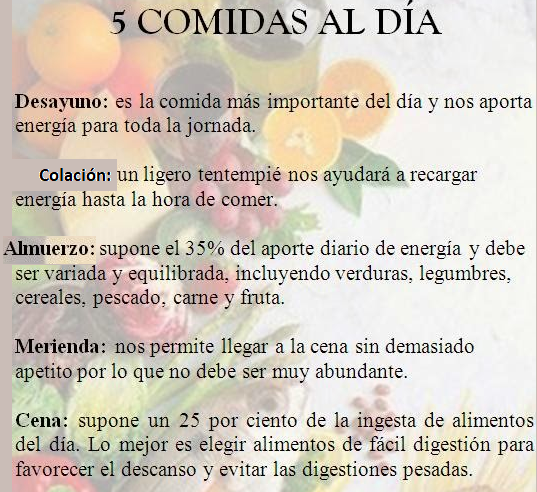 5 COMIDAS AL DÍA
Desayuno: es la comida más importante del día y nos aporta
energía para toda la jornada.
Colación: un ligero tentempié nos ayudará a recargar
energía hasta la hora de comer.
Almuerzo: supone el 35% del aporte diario de energía y debe
ser variada y equilibrada, incluyendo verduras, legumbres,
cereales, pescado, carne y fruta.
Merienda: nos permite llegar a la cena sin demasiado
apetito por lo que no debe ser muy abundante.
Cena: supone un 25 por ciento de la ingesta de alimentos
del día. Lo mejor es elegir alimentos de fácil digestión para
favorecer el descanso y evitar las digestiones pesadas.